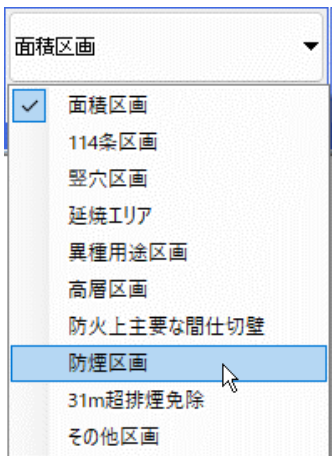 面積区画
面積区画
114条区画
竪穴区画
延焼エリア
異種用途区画
高層区画
防火上主要な間仕切壁
防煙区画
31m超排煙免除
その他区画